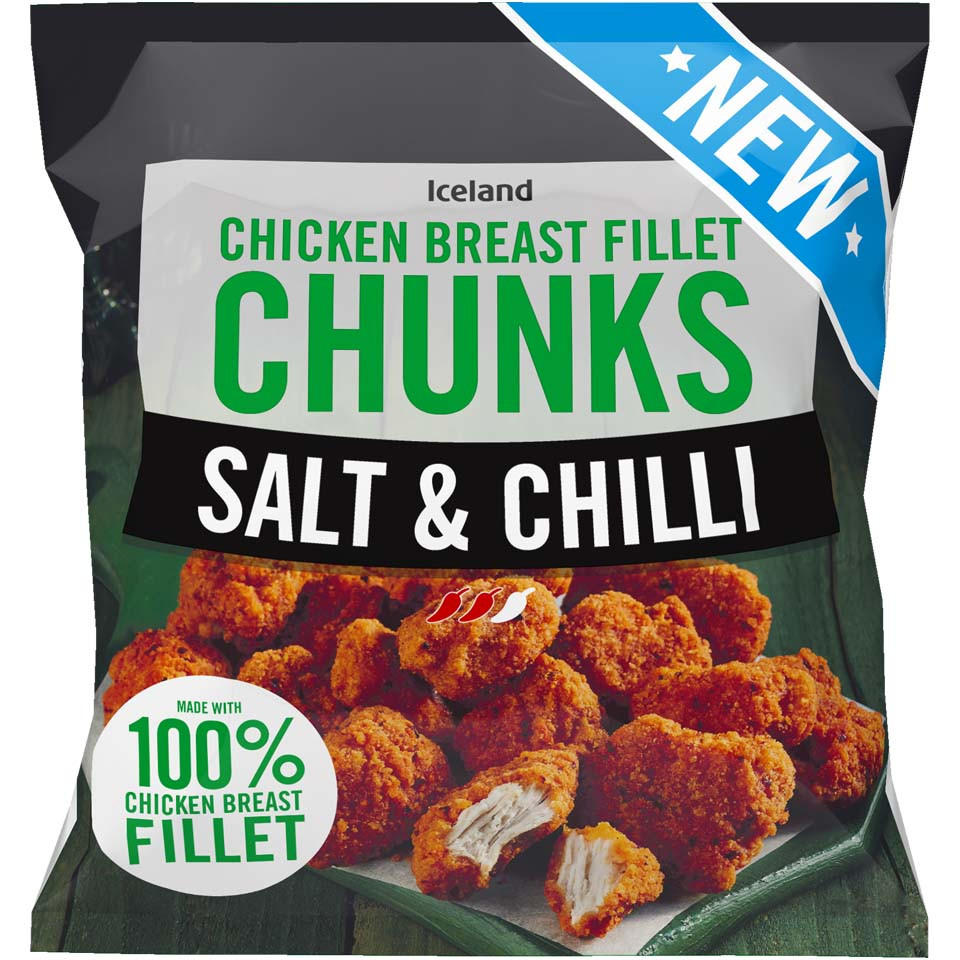 NEW
Iceland
CHICKEN BREAST FILLET
CHUNKS
SALT & CHILLI
MADE WITH
100%
CHICKEN BREAST
FILLET